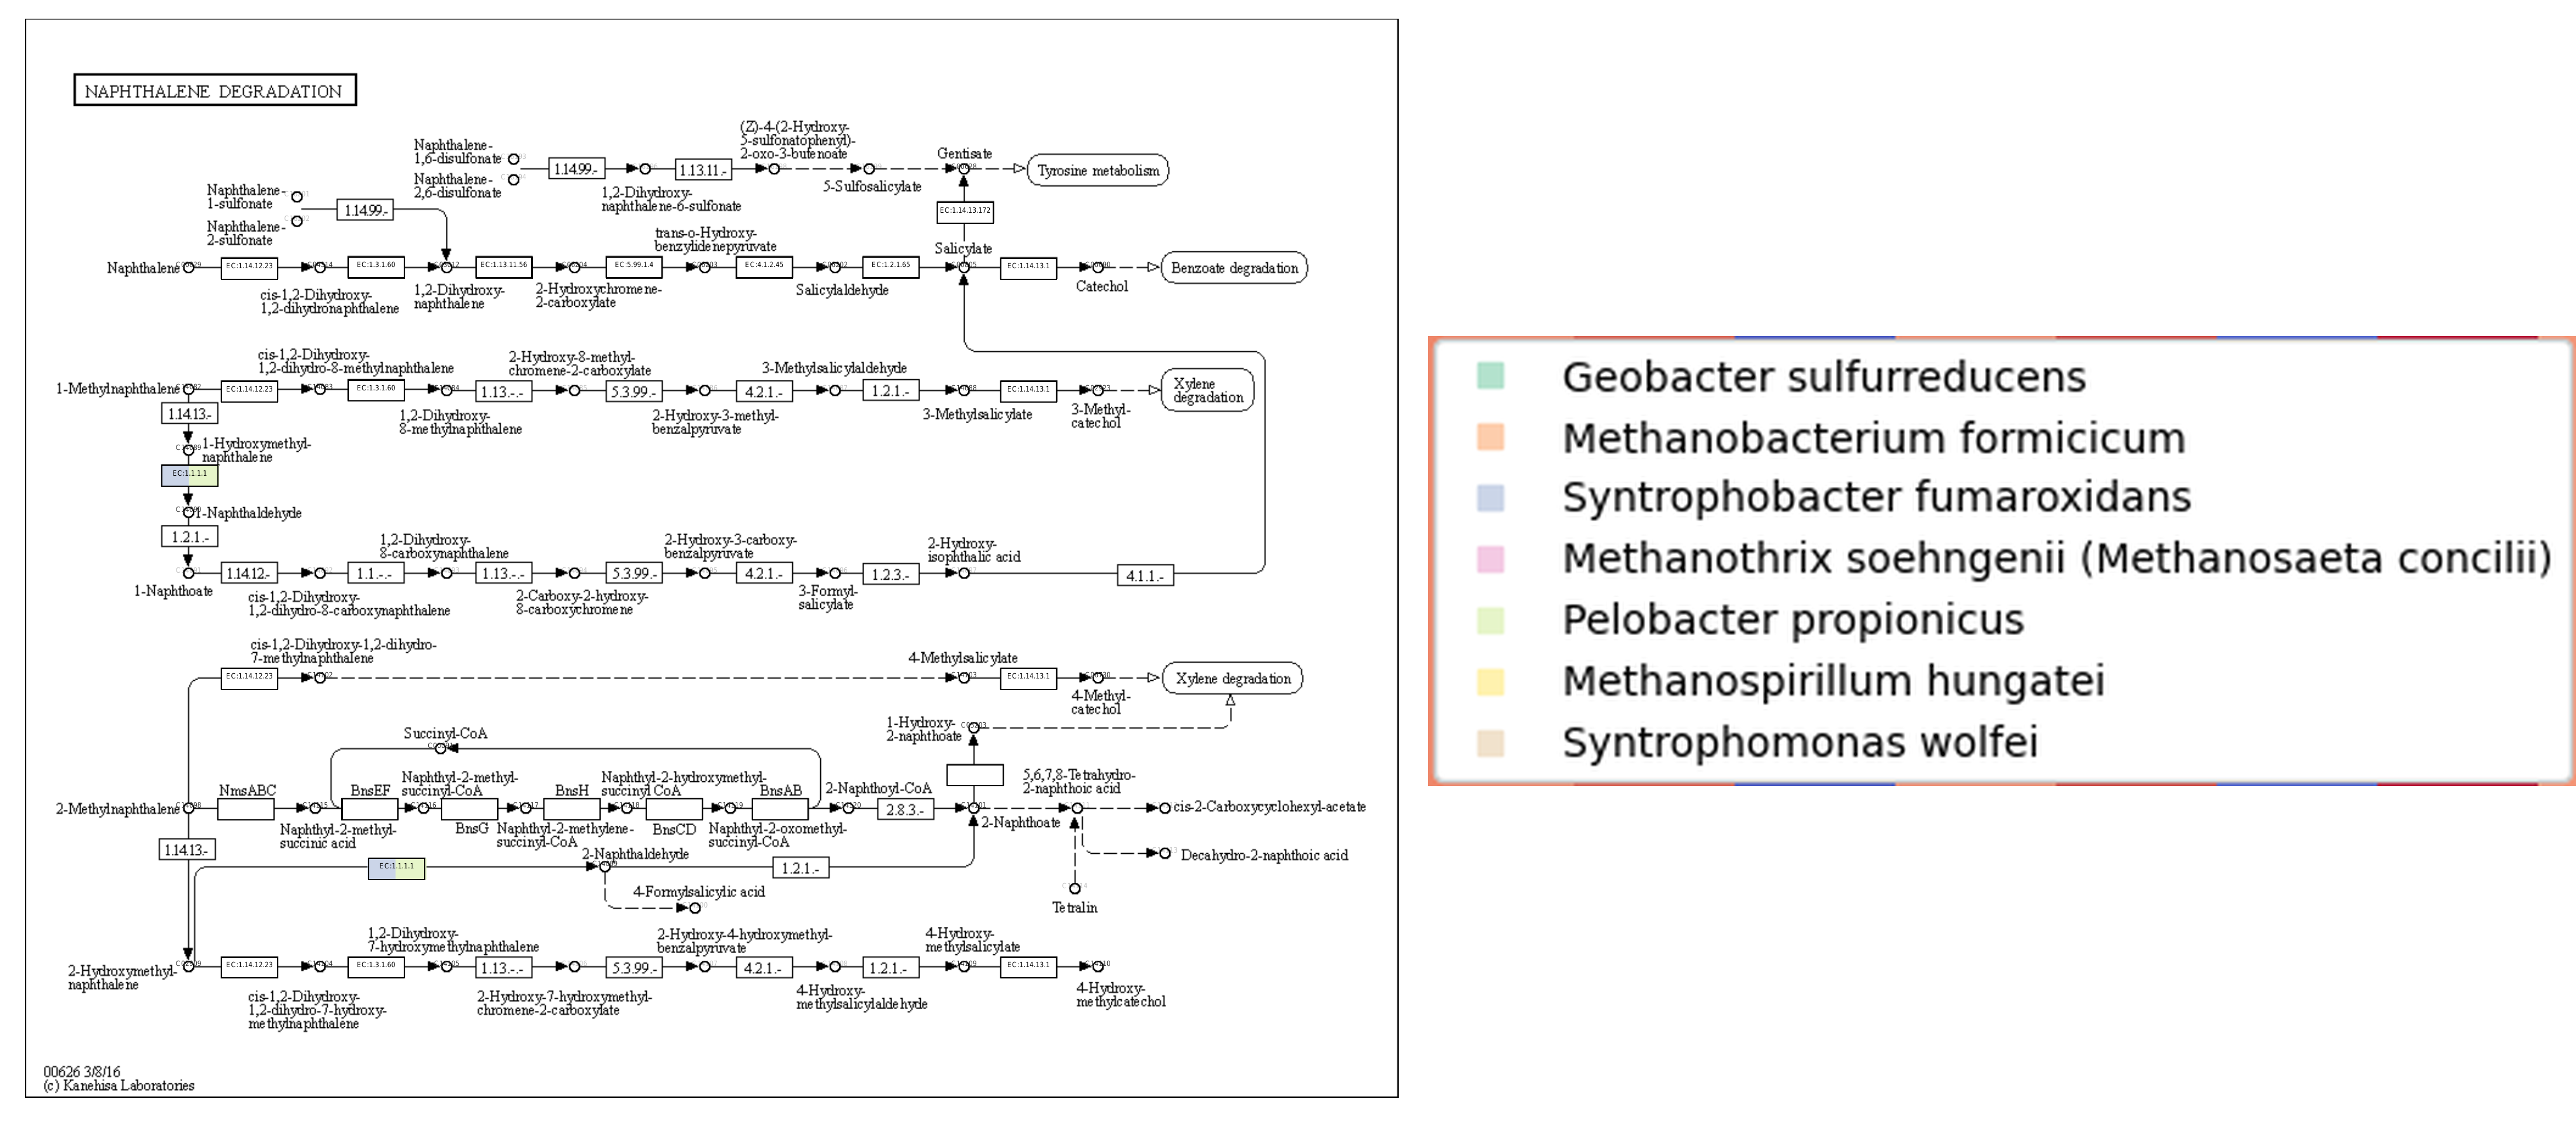 NAPHTHALENE DEGRADATION
Naphthalene-
1,6-disulfonate
Naphthalene-
2,6-disulfonate
1.14.99.-
1,2-Dihydroxy-
naphthalene-6-sulfonate
1.13.11.-
(Z)-4-(2-Hydroxy-
5-sulfonatophenyl)-
2-oxo-3-butenoate
5-Sulfosalicylate
Gentisate
Tyrosine metabolism
Naphthalene-
1-sulfonate
Naphthalene-
2-sulfonate
1.14.99.-
EC:1.14.13.172
Salicylate
Naphthalene
EC:1.14.12.23
cis-1,2-Dihydroxy-
1,2-dihydronaphthalene
EC:1.3.1.60
1,2-Dihydroxy-
naphthalene
EC:1.13.11.56
2-Hydroxychromene-
2-carboxylate
EC:5.99.1.4
trans-o-Hydroxy-
benzylidenepyruvate
EC:4.1.2.45
Salicylaldehyde
EC:1.2.1.65
EC:1.14.13.1
Catechol
Benzoate degradation
1-Methylnaphthalene
EC:1.14.12.23
cis-1,2-Dihydroxy-
1,2-dihydro-8-methylnaphthalene
EC:1.3.1.60
1,2-Dihydroxy-
8-methylnaphthalene
1.13.-.-
2-Hydroxy-8-methyl-
chromene-2-carboxylate
5.3.99.-
2-Hydroxy-3-methyl-
benzalpyruvate
4.2.1.-
3-Methylsalicylaldehyde
1.2.1.-
3-Methylsalicylate
EC:1.14.13.1
3-Methyl-
catechol
Xylene
degradation
1.14.13.-
1-Hydroxymethyl-
naphthalene
EC:1.1.1.1
1-Naphthaldehyde
1.2.1.-
1-Naphthoate
1.14.12.-
cis-1,2-Dihydroxy-
1,2-dihydro-8-carboxynaphthalene
1.1.-.-
1,2-Dihydroxy-
8-carboxynaphthalene
1.13.-.-
2-Carboxy-2-hydroxy-
8-carboxychromene
5.3.99.-
2-Hydroxy-3-carboxy-
benzalpyruvate
4.2.1.-
3-Formyl-
salicylate
1.2.3.-
2-Hydroxy-
isophthalic acid
4.1.1.-
cis-1,2-Dihydroxy-1,2-dihydro-
7-methylnaphthalene
EC:1.14.12.23
4-Methylsalicylate
EC:1.14.13.1
4-Methyl-
catechol
Xylene degradation
1-Hydroxy-
2-naphthoate
Succinyl-CoA
2-Methylnaphthalene
NmsABC
Naphthyl-2-methyl-
succinic acid
BnsEF
Naphthyl-2-methyl-
succinyl-CoA
BnsG
Naphthyl-2-methylene-
succinyl-CoA
BnsH
Naphthyl-2-hydroxymethyl-
succinyl CoA
BnsCD
Naphthyl-2-oxomethyl-
succinyl-CoA
BnsAB
2-Naphthoyl-CoA
2.8.3.-
2-Naphthoate
5,6,7,8-Tetrahydro-
2-naphthoic acid
cis-2-Carboxycyclohexyl-acetate
Decahydro-2-naphthoic acid
Tetralin
1.14.13.-
EC:1.1.1.1
2-Naphthaldehyde
1.2.1.-
4-Formylsalicylic acid
2-Hydroxymethyl-
naphthalene
EC:1.14.12.23
cis-1,2-Dihydroxy-
1,2-dihydro-7-hydroxy-
methylnaphthalene
EC:1.3.1.60
1,2-Dihydroxy-
7-hydroxymethylnaphthalene
1.13.-.-
2-Hydroxy-7-hydroxymethyl-
chromene-2-carboxylate
5.3.99.-
2-Hydroxy-4-hydroxymethyl-
benzalpyruvate
4.2.1.-
4-Hydroxy-
methylsalicylaldehyde
1.2.1.-
4-Hydroxy-
methylsalicylate
EC:1.14.13.1
4-Hydroxy-
methylcatechol
00626 3/8/16
(c) Kanehisa Laboratories
Geobacter sulfurreducens
Methanobacterium formicicum
Syntrophobacter fumaroxidans
Methanothrix soehngenii (Methanosaeta concilii)
Pelobacter propionicus
Methanospirillum hungatei
Syntrophomonas wolfei